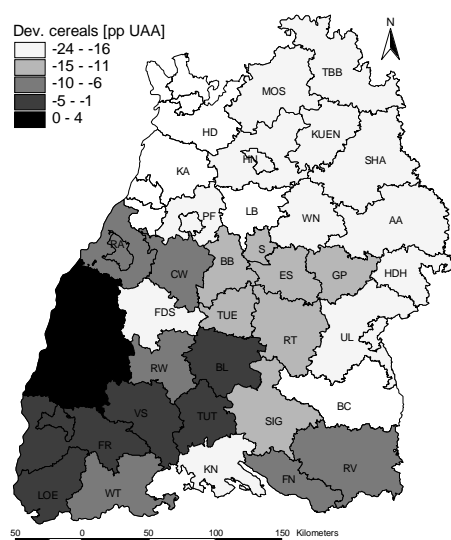 Dev. cereals [pp UAA]
-24 - -16
-15 - -11
-10 - -6
-5 - -1
0 - 4
N
TBB
MOS
HD
KUEN
HN
SHA
KA
PF
LB
WN
AA
RA
CW
BB
S
ES
GP
HDH
FDS
TUE
RT
UL
RW
BL
BC
VS
TUT
SIG
FR
KN
RV
LOE
WT
FN
50 0 50 100 150 Kilometers